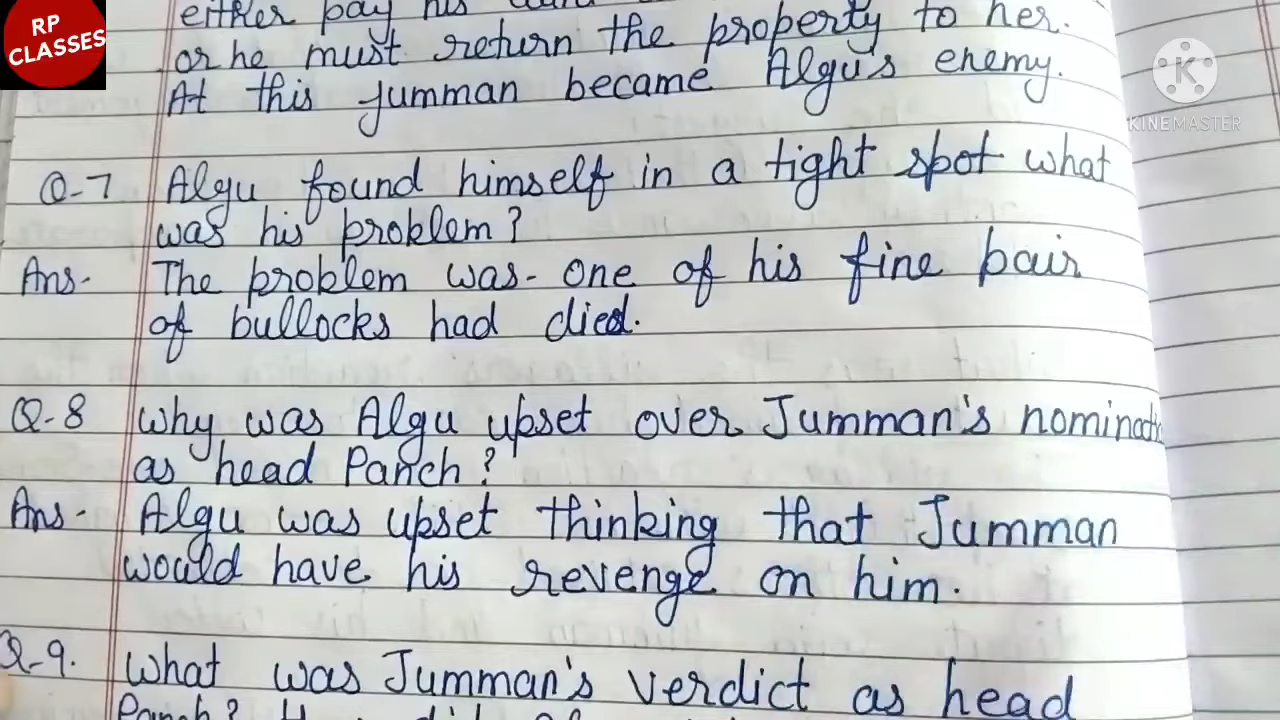 RP
CLASSES
either pay his
or he must return the property to her.
At this Jumman became Algu's enemy.
KINEMASTER
Q-7 Algu found himself in a tight spot what
was his problem?
Ans- The problem was- one of his fine pair
of bullocks had died.
Q-8 Why was Algu upset over Jumman's
as head Panch?
Ans- Algu was upset thinking that Jumman
would have his revenge on him.
Q-9. What was Jumman's verdict as head
Panch?